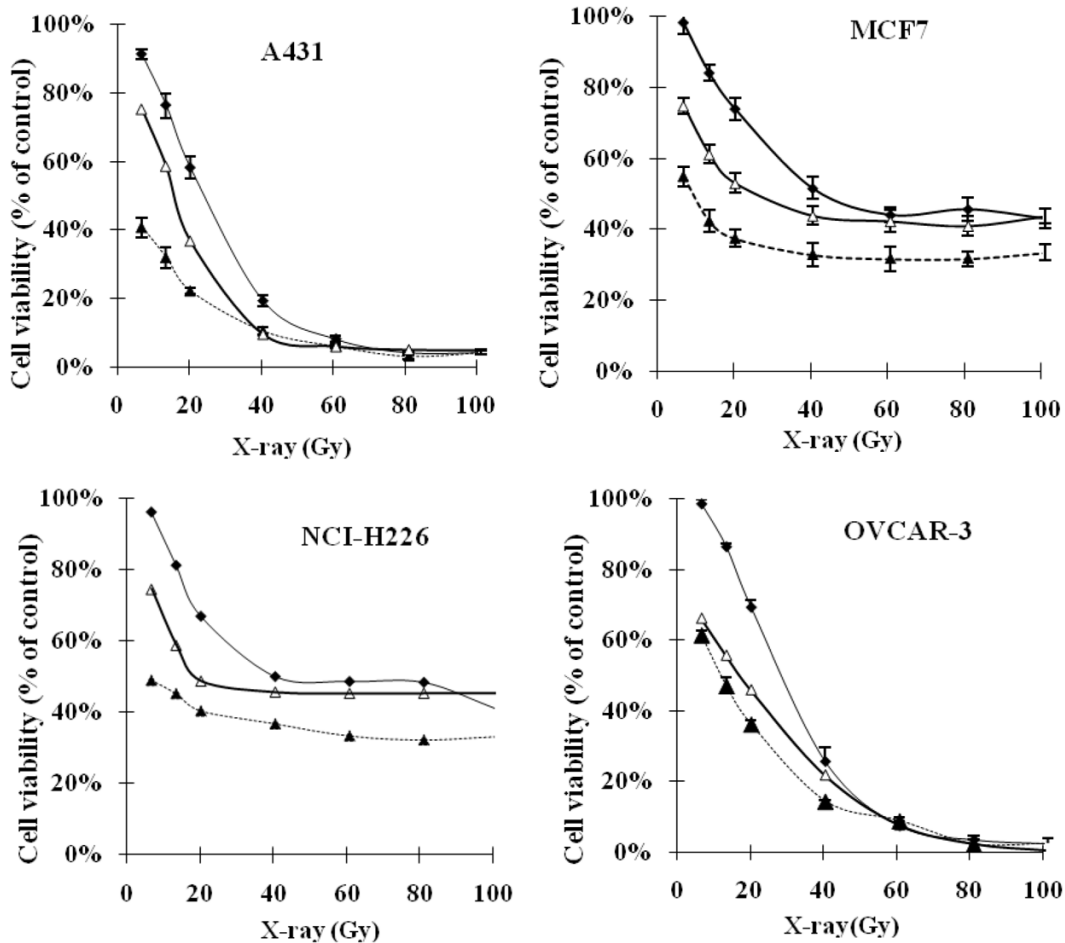 A431
Cell viability (% of control)
100%
80%
60%
40%
20%
0%
0 20 40 60 80 100
X-ray (Gy)
MCF7
Cell viability (% of control)
100%
80%
60%
40%
20%
0%
0 20 40 60 80 100
X-ray (Gy)
NCI-H226
Cell viability (% of control)
100%
80%
60%
40%
20%
0%
0 20 40 60 80 100
X-ray (Gy)
OVCAR-3
Cell viability (% of control)
100%
80%
60%
40%
20%
0%
0 20 40 60 80 100
X-ray(Gy)